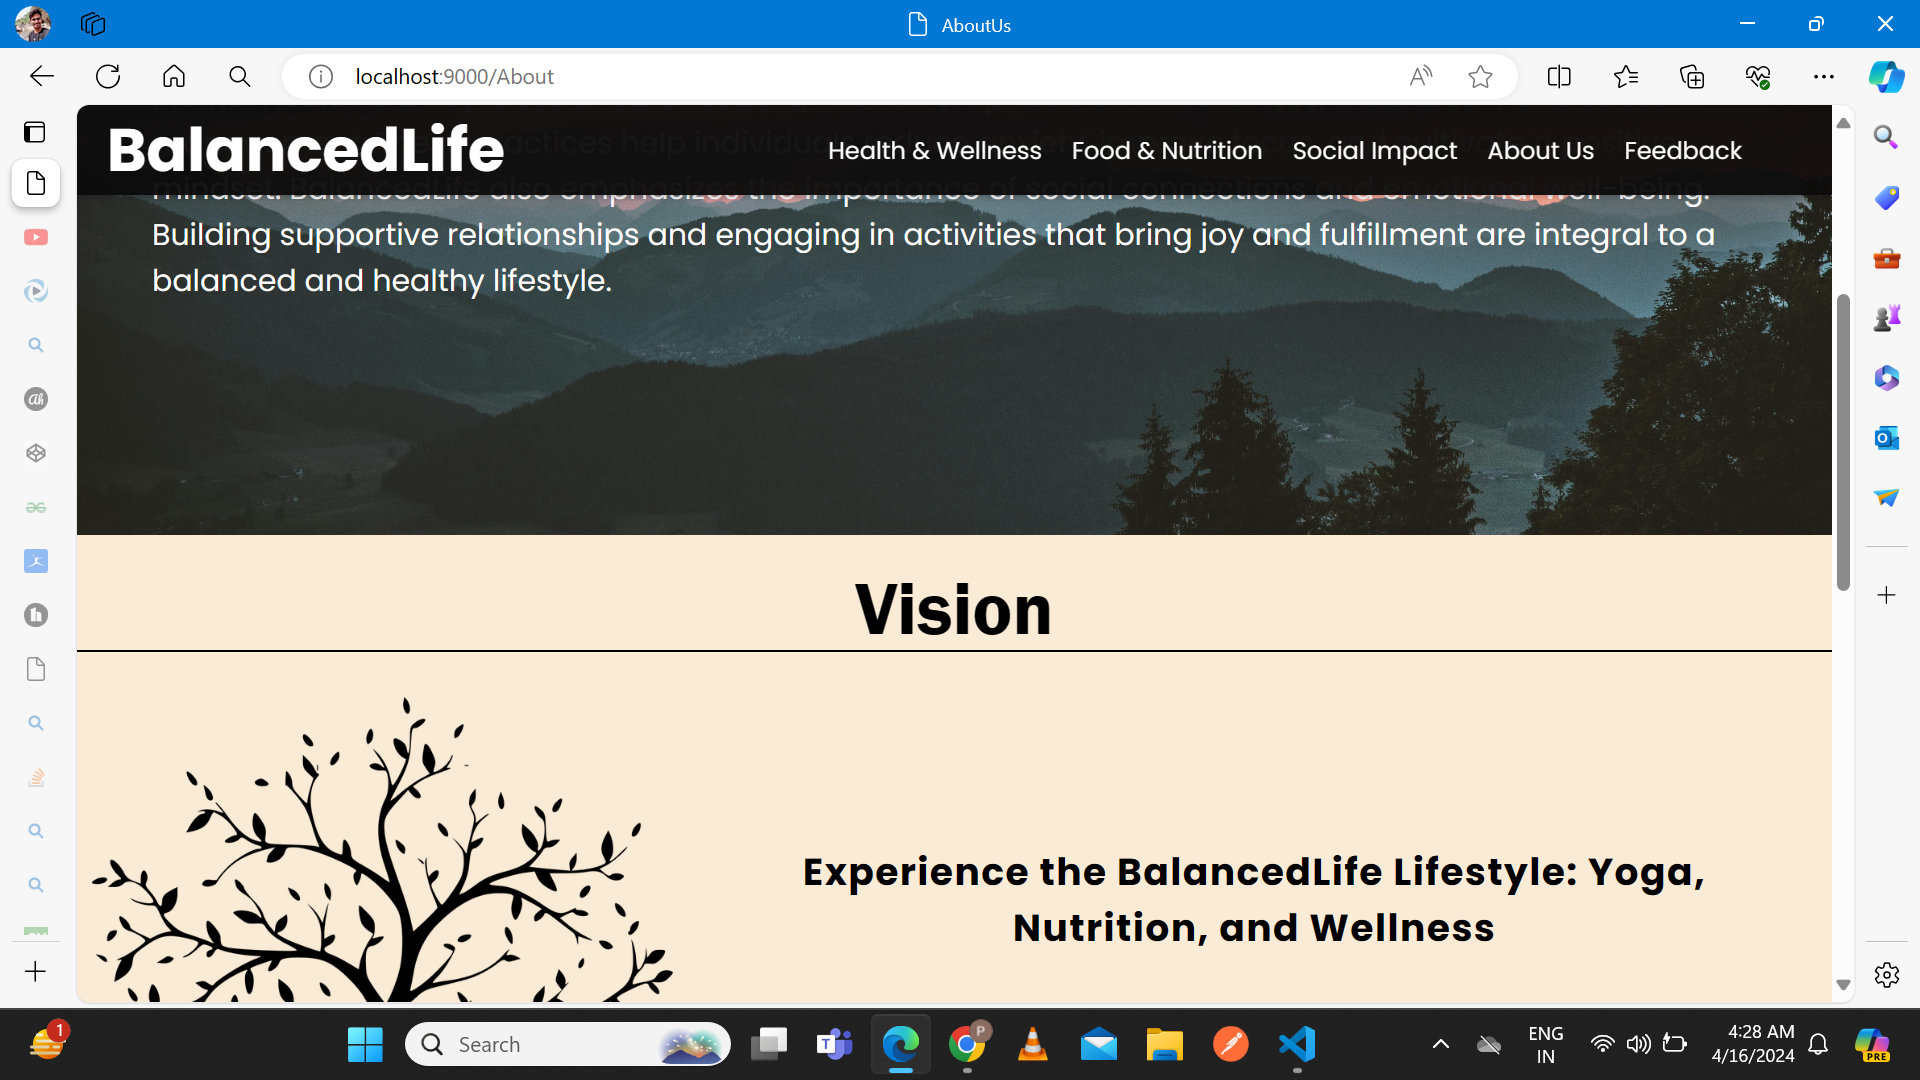 AboutUs
localhost:9000/About
BalancedLife
Health & Wellness
Food & Nutrition
Social Impact
About Us
Feedback
mindset. BalancedLife also emphasizes the importance of social connections and emotional well-being.
Building supportive relationships and engaging in activities that bring joy and fulfillment are integral to a
balanced and healthy lifestyle.
Vision
Experience the BalancedLife Lifestyle: Yoga,
Nutrition, and Wellness
1
Search
P
ENG
IN
4:28 AM
4/16/2024
PRE